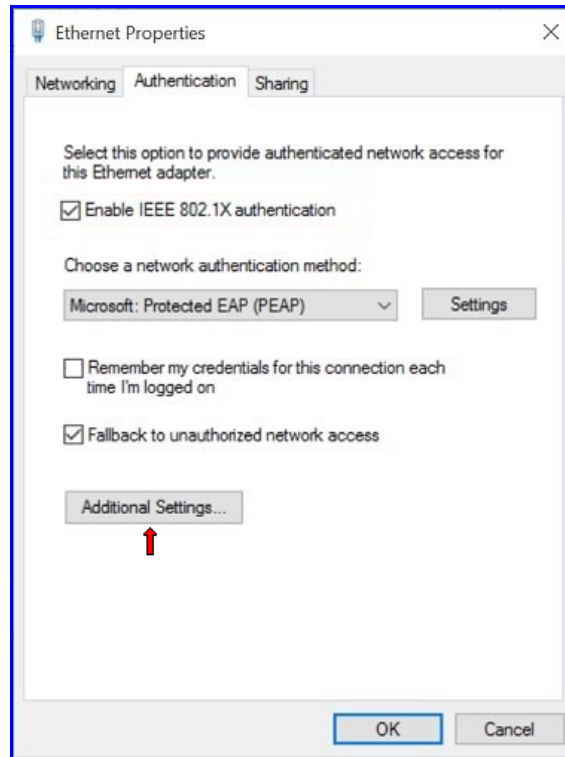 Ethernet Properties
Networking Authentication Sharing
Select this option to provide authenticated network access for
this Ethernet adapter.
Enable IEEE 802.1X authentication
Choose a network authentication method:
Microsoft: Protected EAP (PEAP) Settings
Remember my credentials for this connection each
time I'm logged on
Fallback to unauthorized network access
Additional Settings...
OK Cancel